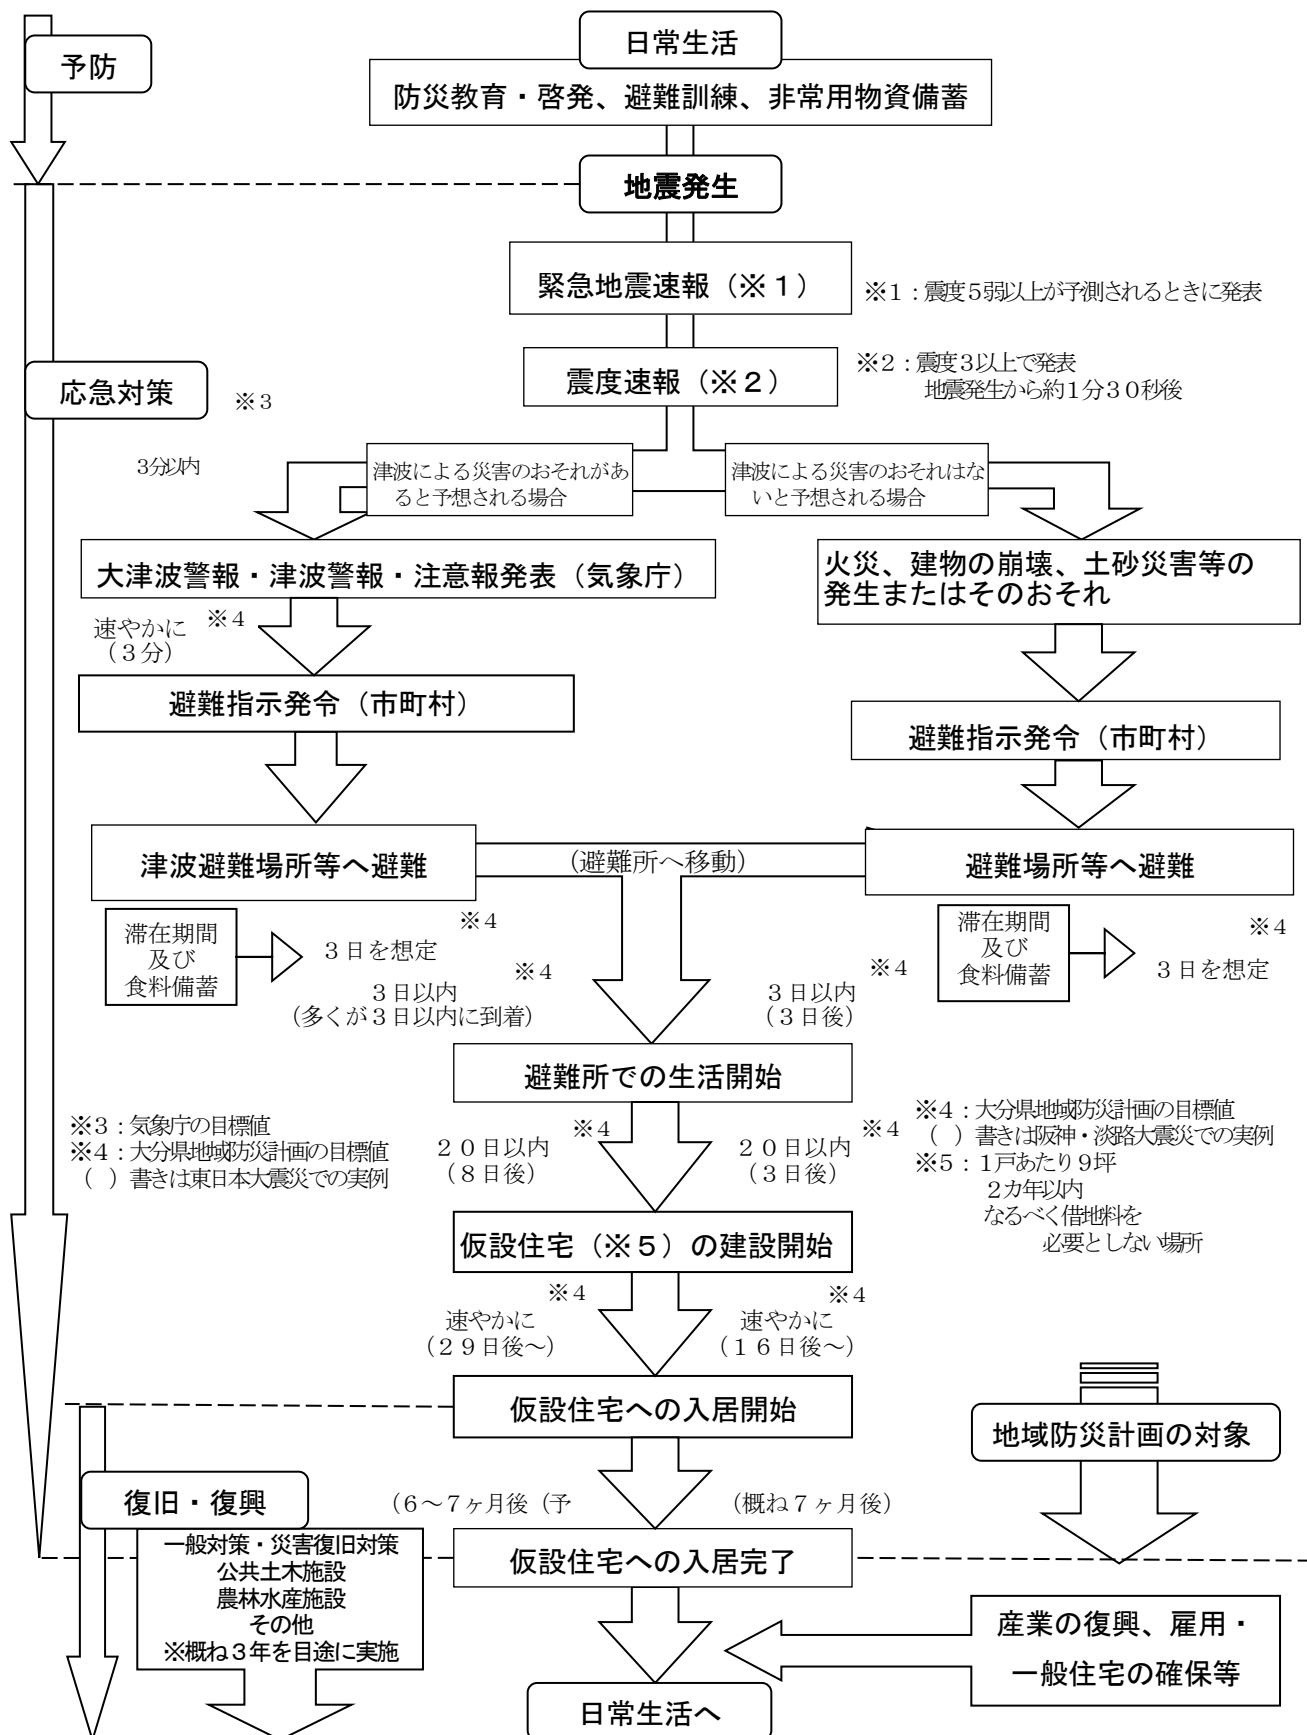 日常生活
予防
防災教育・啓発、避難訓練、非常用物資備蓄
地震発生
緊急地震速報(※１)
※１:震度５弱以上が予測されるときに発表
震度速報(※２)
※２:震度３以上で発表
地震発生から約１分３０秒後
応急対策
※３
3分以内
津波による災害のおそれがあ
ると予想される場合
津波による災害のおそれはな
いと予想される場合
大津波警報・津波警報・注意報発表(気象庁)
火災、建物の崩壊、土砂災害等の
発生またはそのおそれ
※４
速やかに
(３分)
避難指示発令(市町村)
避難指示発令(市町村)
津波避難場所等へ避難
(避難所へ移動)
避難場所等へ避難
滞在期間
及び
食料備蓄
※４
３日を想定
※４
３日以内
(多くが３日以内に到着)
※４
３日以内
(３日後)
滞在期間
及び
食料備蓄
※４
３日を想定
避難所での生活開始
※３:気象庁の目標値
※４:大分県地域防災計画の目標値
( )書きは東日本大震災での実例
※４
２０日以内
(８日後)
※４
２０日以内
(３日後)
※４:大分県地域防災計画の目標値
( )書きは阪神・淡路大震災での実例
※５:１戸あたり９坪
２カ年以内
なるべく借地料を
必要としない場所
仮設住宅(※５)の建設開始
※４
速やかに
(２９日後～)
※４
速やかに
(１６日後～)
仮設住宅への入居開始
地域防災計画の対象
復旧・復興
(６～７ヶ月後(予
(概ね７ヶ月後)
一般対策・災害復旧対策
公共土木施設
農林水産施設
その他
※概ね３年を目途に実施
仮設住宅への入居完了
産業の復興、雇用・
一般住宅の確保等
日常生活へ